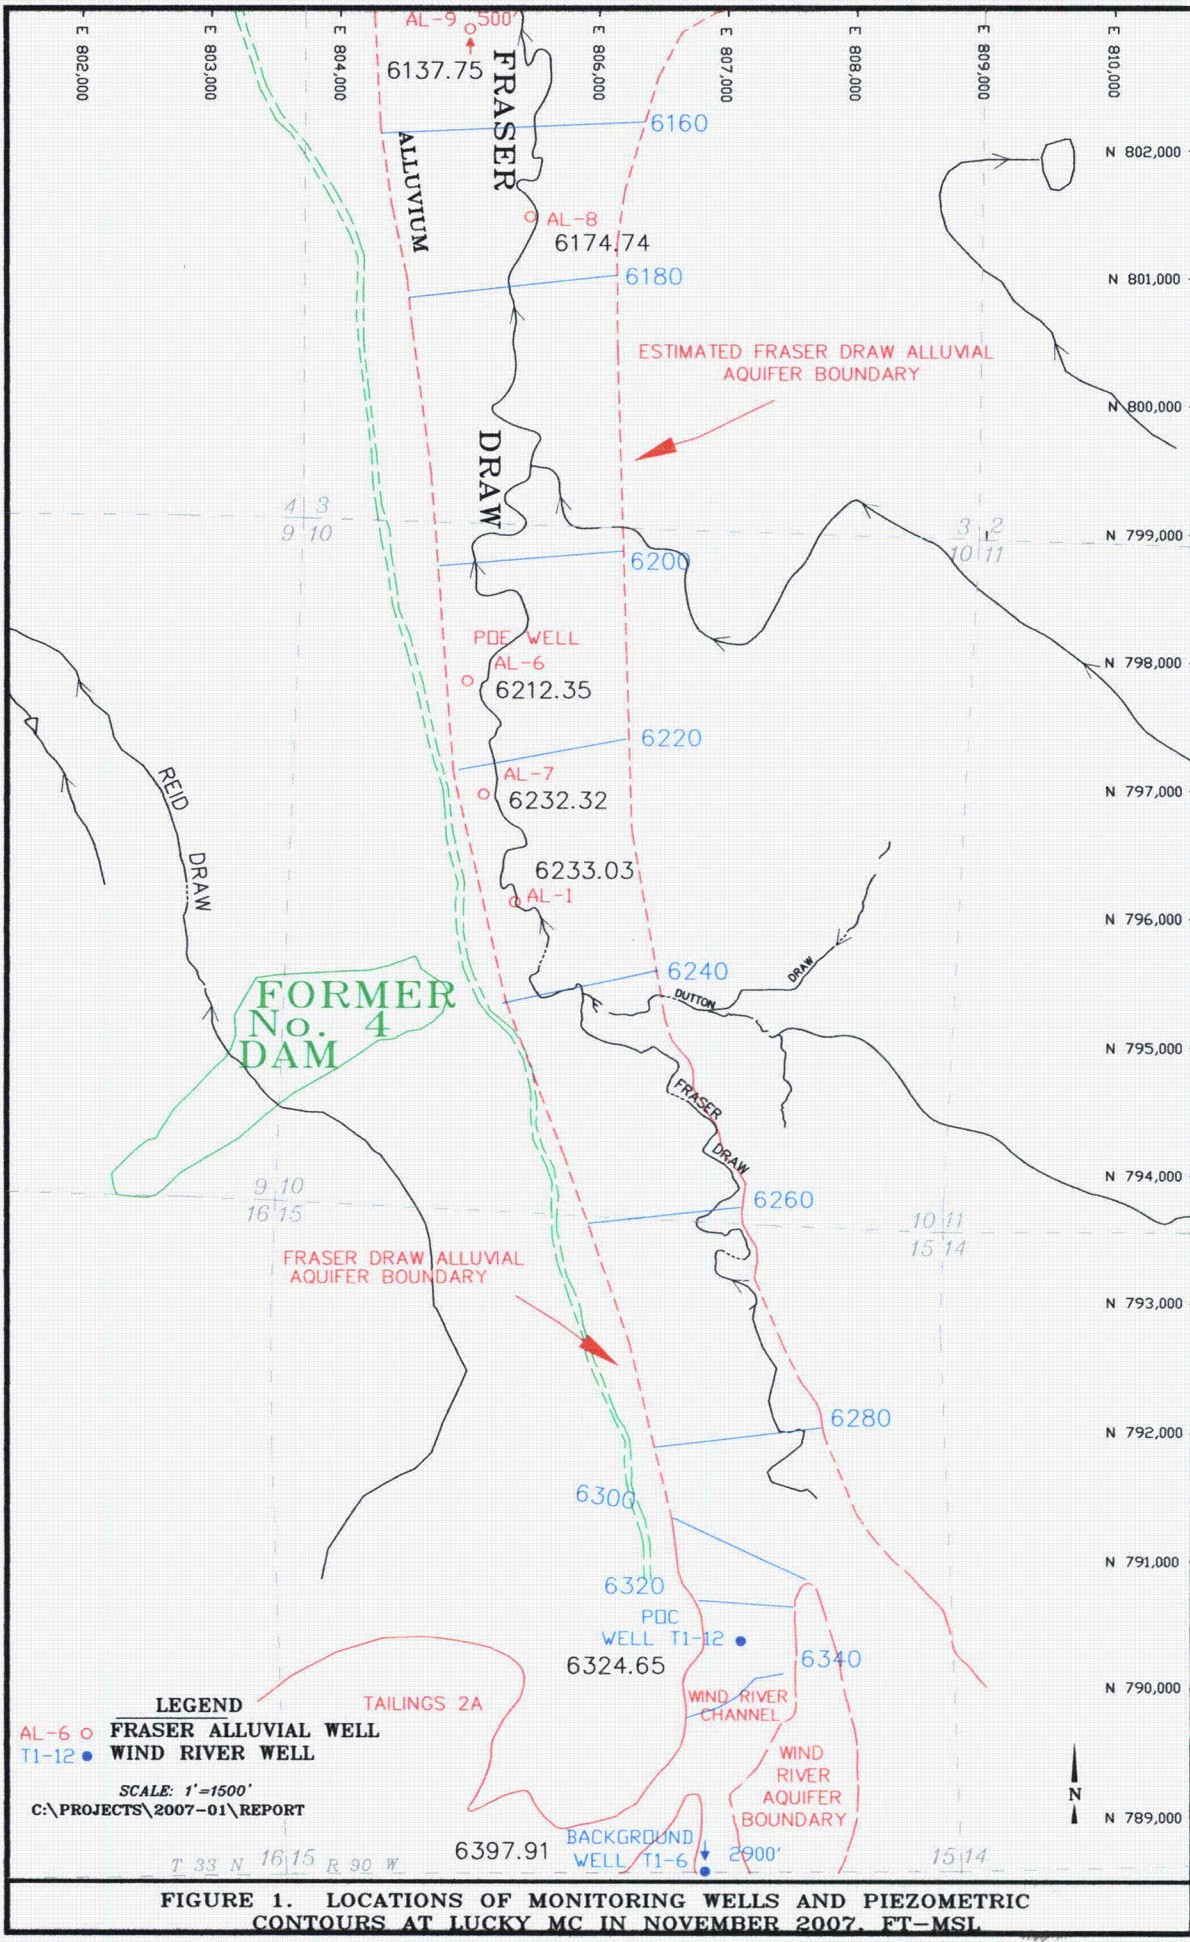 E 802,000
E 803,000
E 804,000
E 806,000
E 807,000
E 808,000
E 809,000
E 810,000
AL-9 500'
6137.75
FRASER
6160
ALLUVIUM
N 802,000
AL-8
6174.74
6180
N 801,000
ESTIMATED FRASER DRAW ALLUVIAL
AQUIFER BOUNDARY
N 800,000
DRAW
4 3
9 10
3 2
10 11
N 799,000
6200
POE WELL
AL-6
6212.35
N 798,000
6220
REID
DRAW
AL-7
6232.32
N 797,000
6233.03
AL-1
N 796,000
6240
DUTTON
DRAW
FORMER
No. 4
DAM
N 795,000
FRASER
DRAW
N 794,000
9 10
16 15
6260
10 11
15 14
FRASER DRAW ALLUVIAL
AQUIFER BOUNDARY
N 793,000
6280
N 792,000
6300
N 791,000
6320
POC
WELL T1-12
6324.65
6340
N 790,000
TAILINGS 2A
WIND RIVER
CHANNEL
LEGEND
AL-6 FRASER ALLUVIAL WELL
T1-12 WIND RIVER WELL
WIND
RIVER
AQUIFER
BOUNDARY
SCALE: 1'=1500'
C:\PROJECTS\2007-01\REPORT
N
N 789,000
6397.91
BACKGROUND
WELL T1-6
2900'
T 33 N 16 15 R 90 W
15 14
FIGURE 1. LOCATIONS OF MONITORING WELLS AND PIEZOMETRIC
CONTOURS AT LUCKY MC IN NOVEMBER 2007, FT-MSL